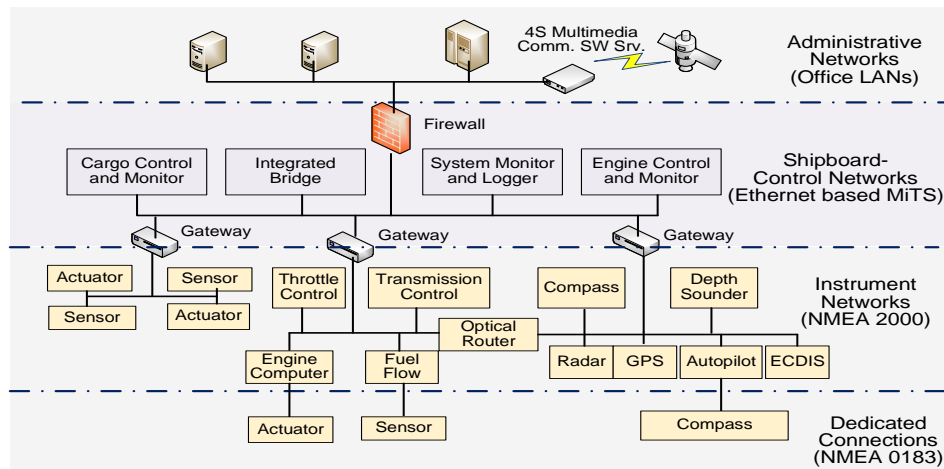 4S Multimedia
Comm. SW Srv.
Administrative
Networks
(Office LANs)
Firewall
Cargo Control
and Monitor
Integrated
Bridge
System Monitor
and Logger
Engine Control
and Monitor
Shipboard-
Control Networks
(Ethernet based MiTS)
Gateway
Gateway
Gateway
Actuator
Sensor
Sensor
Actuator
Throttle
Control
Transmission
Control
Optical
Router
Engine
Computer
Fuel
Flow
Compass
Depth
Sounder
Radar
GPS
Autopilot
ECDIS
Instrument
Networks
(NMEA 2000)
Actuator
Sensor
Compass
Dedicated
Connections
(NMEA 0183)